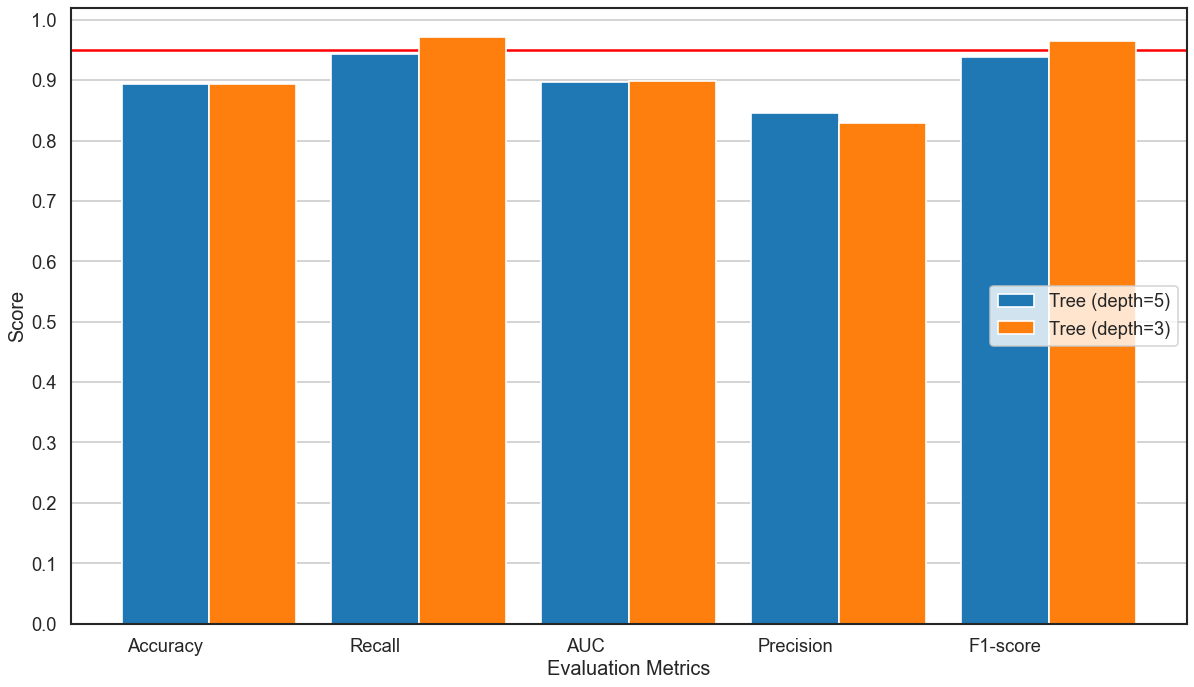 1.0
0.9
0.8
0.7
0.6
0.5
0.4
0.3
0.2
0.1
0.0
Score
Tree (depth=5)
Tree (depth=3)
Accuracy Recall AUC Precision F1-score
Evaluation Metrics